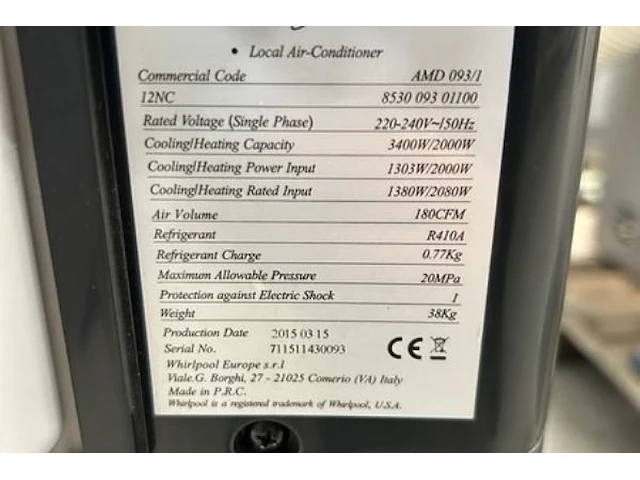 • Local Air-Conditioner
Commercial Code AMD 093/1
12NC 8530 093 01100
Rated Voltage (Single Phase) 220-240V~/50Hz
Cooling/Heating Capacity 3400W/2000W
Cooling/Heating Power Input 1303W/2000W
Cooling/Heating Rated Input 1380W/2080W
Air Volume 180CFM
Refrigerant R410A
Refrigerant Charge 0.77Kg
Maximum Allowable Pressure 20MPa
Protection against Electric Shock I
Weight 38Kg
Production Date 2015 03 15
Serial No. 711511430093
CE
Whirlpool Europe s.r.l
Viale.G. Borghi, 27 - 21025 Comerio (VA) Italy
Made in P.R.C.
Whirlpool is a registered trademark of Whirlpool, U.S.A.